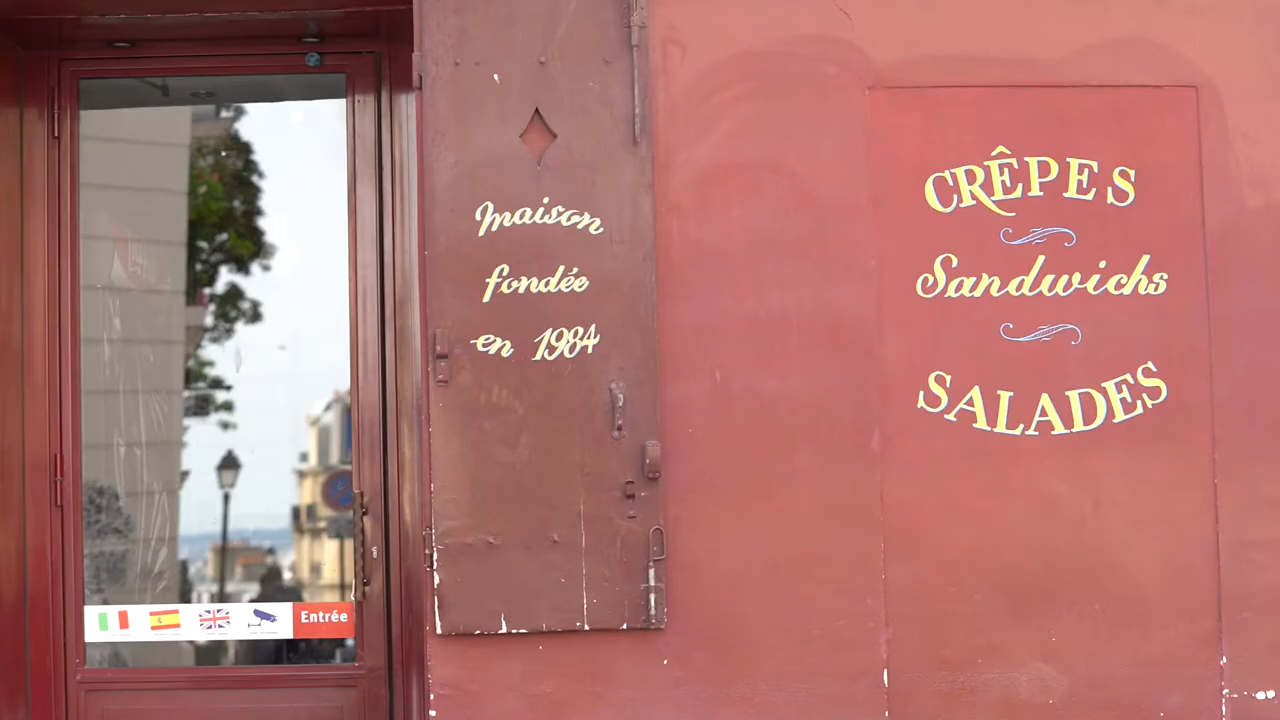 Maison
fondée
en 1984
CRÊPES
Sandwichs
SALADES
Entrée